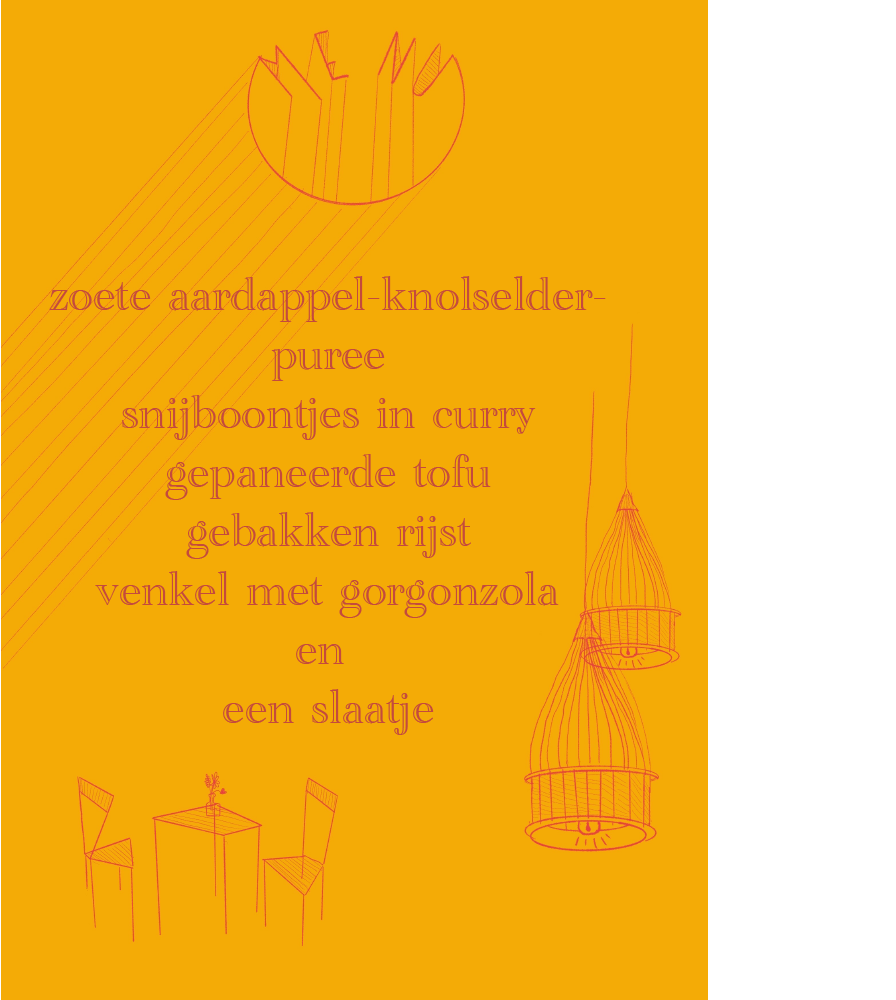 zoete aardappel-knolselder-
puree
snijboontjes in curry
gepaneerde tofu
gebakken rijst
venkel met gorgonzola
en
een slaatje